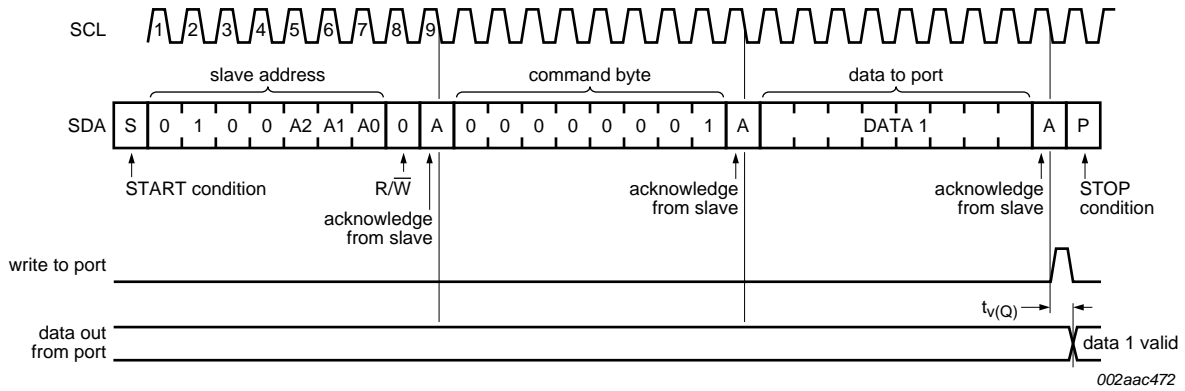 SCL 1 2 3 4 5 6 7 8 9
slave address command byte data to port
SDA S 0 1 0 0 A2 A1 A0 0 A 0 0 0 0 0 0 0 1 A DATA 1 A P
START condition R/W̅ acknowledge from slave acknowledge from slave acknowledge from slave STOP condition
write to port
tv(Q)
data out from port data 1 valid
002aac472